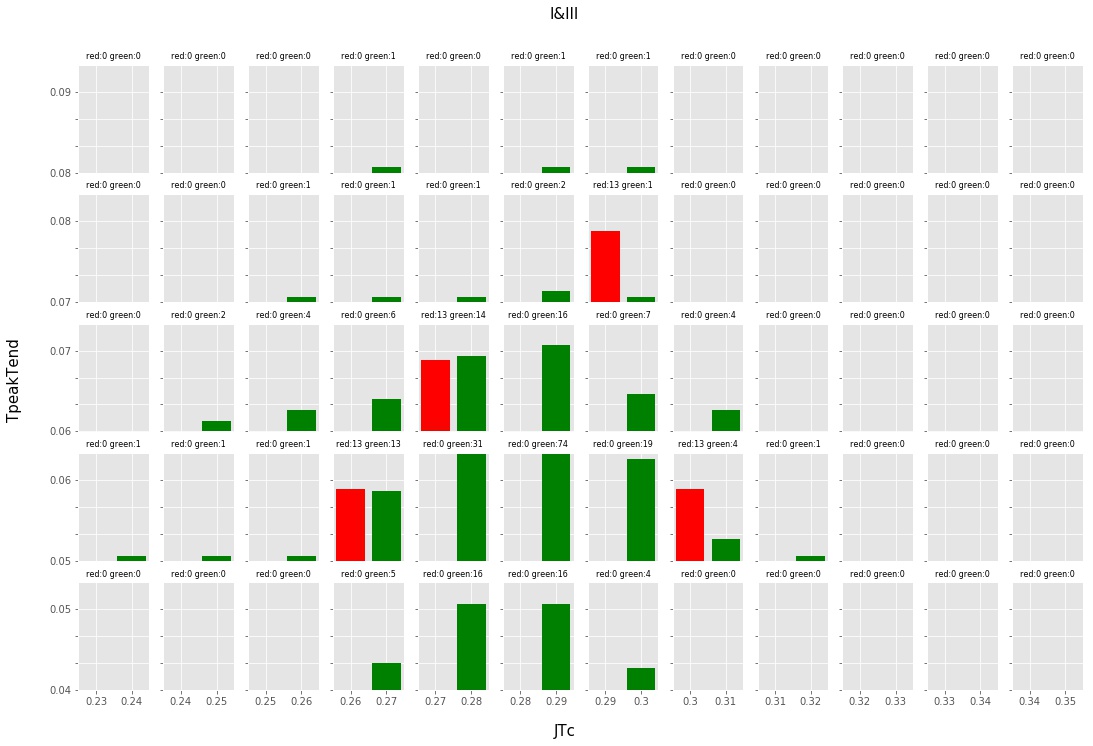 I&III
red:0 green:0 red:0 green:0 red:0 green:0 red:0 green:1 red:0 green:0 red:0 green:1 red:0 green:1 red:0 green:0 red:0 green:0 red:0 green:0 red:0 green:0 red:0 green:0
0.09
0.08
red:0 green:0 red:0 green:0 red:0 green:1 red:0 green:1 red:0 green:1 red:0 green:2 red:13 green:1 red:0 green:0 red:0 green:0 red:0 green:0 red:0 green:0 red:0 green:0
0.08
0.07
red:0 green:0 red:0 green:2 red:0 green:4 red:0 green:6 red:13 green:14 red:0 green:16 red:0 green:7 red:0 green:4 red:0 green:0 red:0 green:0 red:0 green:0 red:0 green:0
0.07
TpeakTend
0.06
red:0 green:1 red:0 green:1 red:0 green:1 red:13 green:13 red:0 green:31 red:0 green:74 red:0 green:19 red:13 green:4 red:0 green:1 red:0 green:0 red:0 green:0 red:0 green:0
0.06
0.05
red:0 green:0 red:0 green:0 red:0 green:0 red:0 green:5 red:0 green:16 red:0 green:16 red:0 green:4 red:0 green:0 red:0 green:0 red:0 green:0 red:0 green:0 red:0 green:0
0.05
0.04
0.23 0.24 0.24 0.25 0.25 0.26 0.26 0.27 0.27 0.28 0.28 0.29 0.29 0.3 0.3 0.31 0.31 0.32 0.32 0.33 0.33 0.34 0.34 0.35
JTc